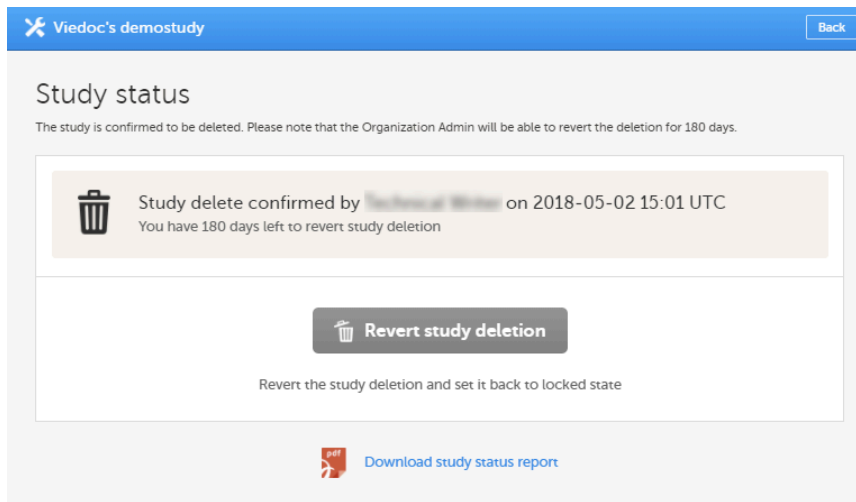 Viedoc's demostudy
Back
Study status
The study is confirmed to be deleted. Please note that the Organization Admin will be able to revert the deletion for 180 days.
Study delete confirmed by on 2018-05-02 15:01 UTC
You have 180 days left to revert study deletion
Revert study deletion
Revert the study deletion and set it back to locked state
pdf
Download study status report